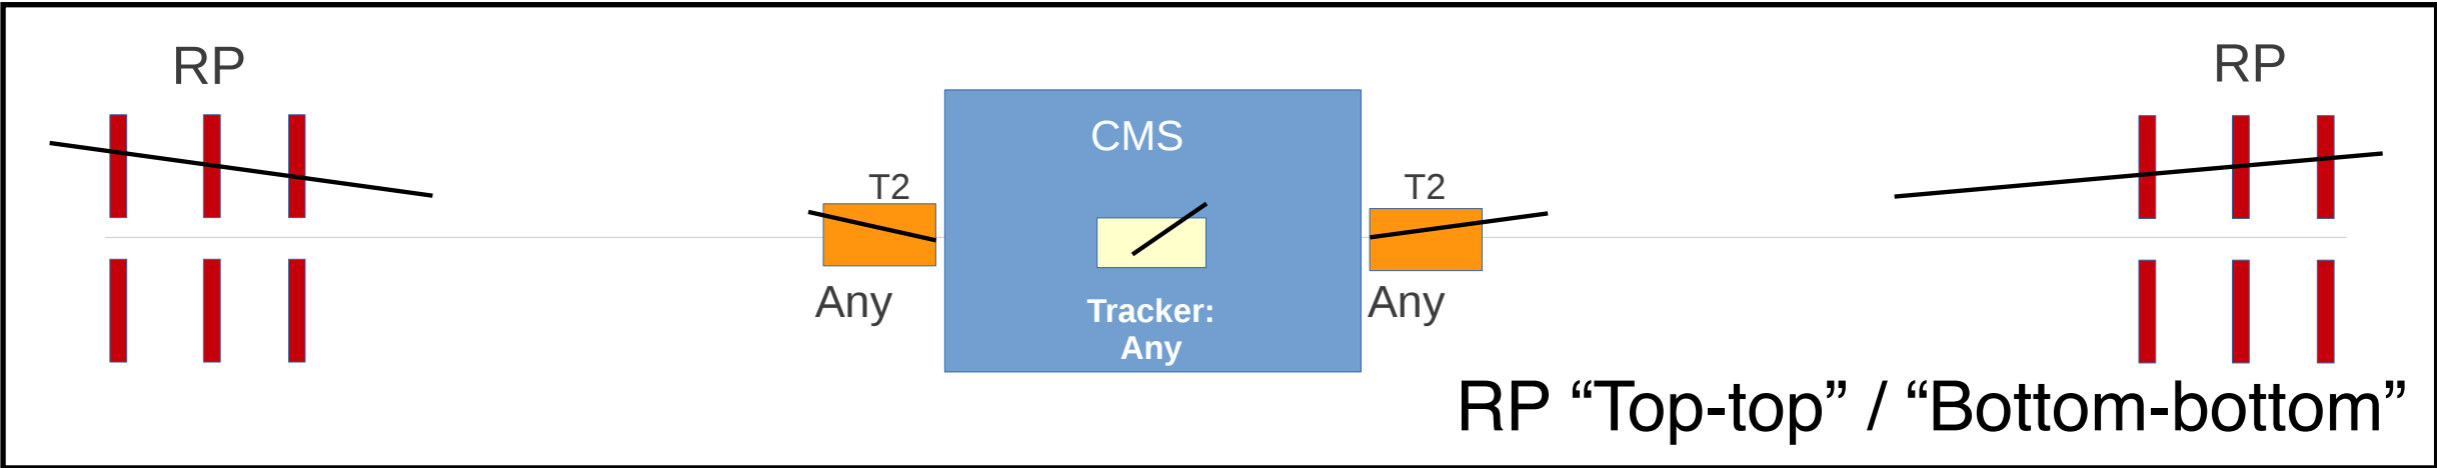 RP
RP
CMS
T2
T2
Any
Any
Tracker:
Any
RP “Top-top” / “Bottom-bottom”